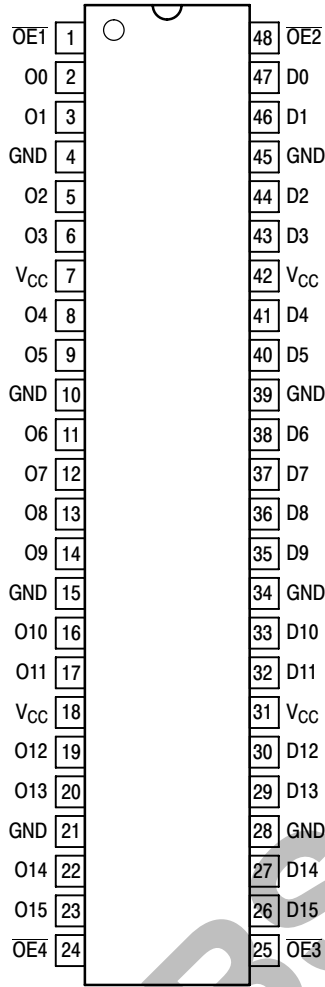 OE1 1 48 OE2
O0 2 47 D0
O1 3 46 D1
GND 4 45 GND
O2 5 44 D2
O3 6 43 D3
VCC 7 42 VCC
O4 8 41 D4
O5 9 40 D5
GND 10 39 GND
O6 11 38 D6
O7 12 37 D7
O8 13 36 D8
O9 14 35 D9
GND 15 34 GND
O10 16 33 D10
O11 17 32 D11
VCC 18 31 VCC
O12 19 30 D12
O13 20 29 D13
GND 21 28 GND
O14 22 27 D14
O15 23 26 D15
OE4 24 25 OE3